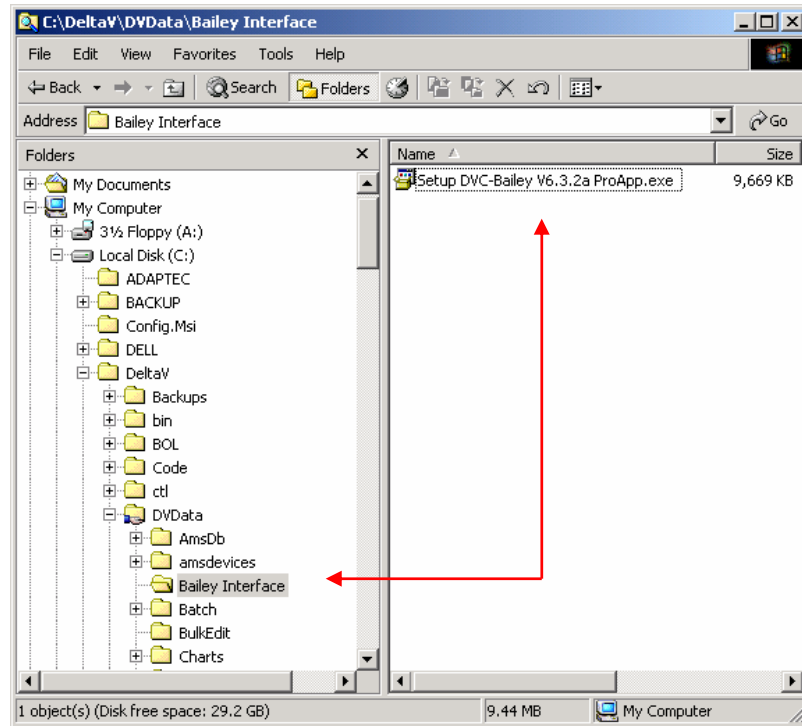 C:\DeltaV\DVData\Bailey Interface
File Edit View Favorites Tools Help
Back Search Folders
Address Bailey Interface Go
Folders
My Documents
My Computer
3½ Floppy (A:)
Local Disk (C:)
ADAPTEC
BACKUP
Config.Msi
DELL
DeltaV
Backups
bin
BOL
Code
ctl
DVData
AmsDb
amsdevices
Bailey Interface
Batch
BulkEdit
Charts
Name Size
Setup DVC-Bailey V6.3.2a ProApp.exe 9,669 KB
1 object(s) (Disk free space: 29.2 GB) 9.44 MB My Computer